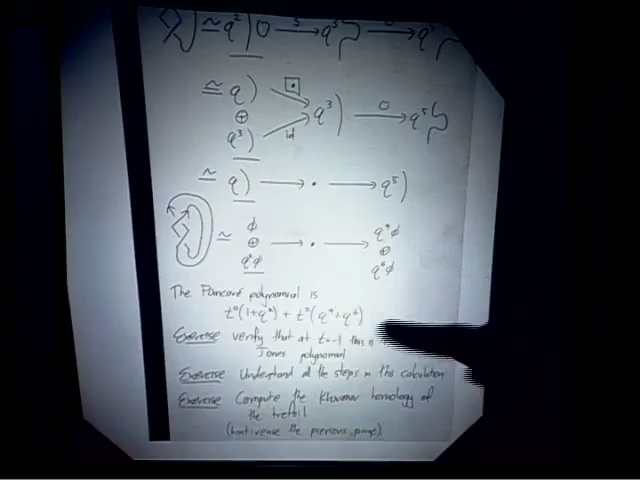 ≅ q²) 0 → q³ → q⁵
≅ q) → q³) 0 → q⁵
⊕
q³) id
≅ q) → · → q⁵)
≅ φ → · → q⁴φ
⊕ ⊕
q²φ q⁶φ
The Poincaré polynomial is
t⁰(1+q²) + t²(q⁴+q⁶)
Exercise verify that at t=-1 this is
Jones polynomial
Exercise Understand all the steps in this calculation
Exercise Compute the Khovanov homology of
the trefoil
(hint: reuse the previous page)